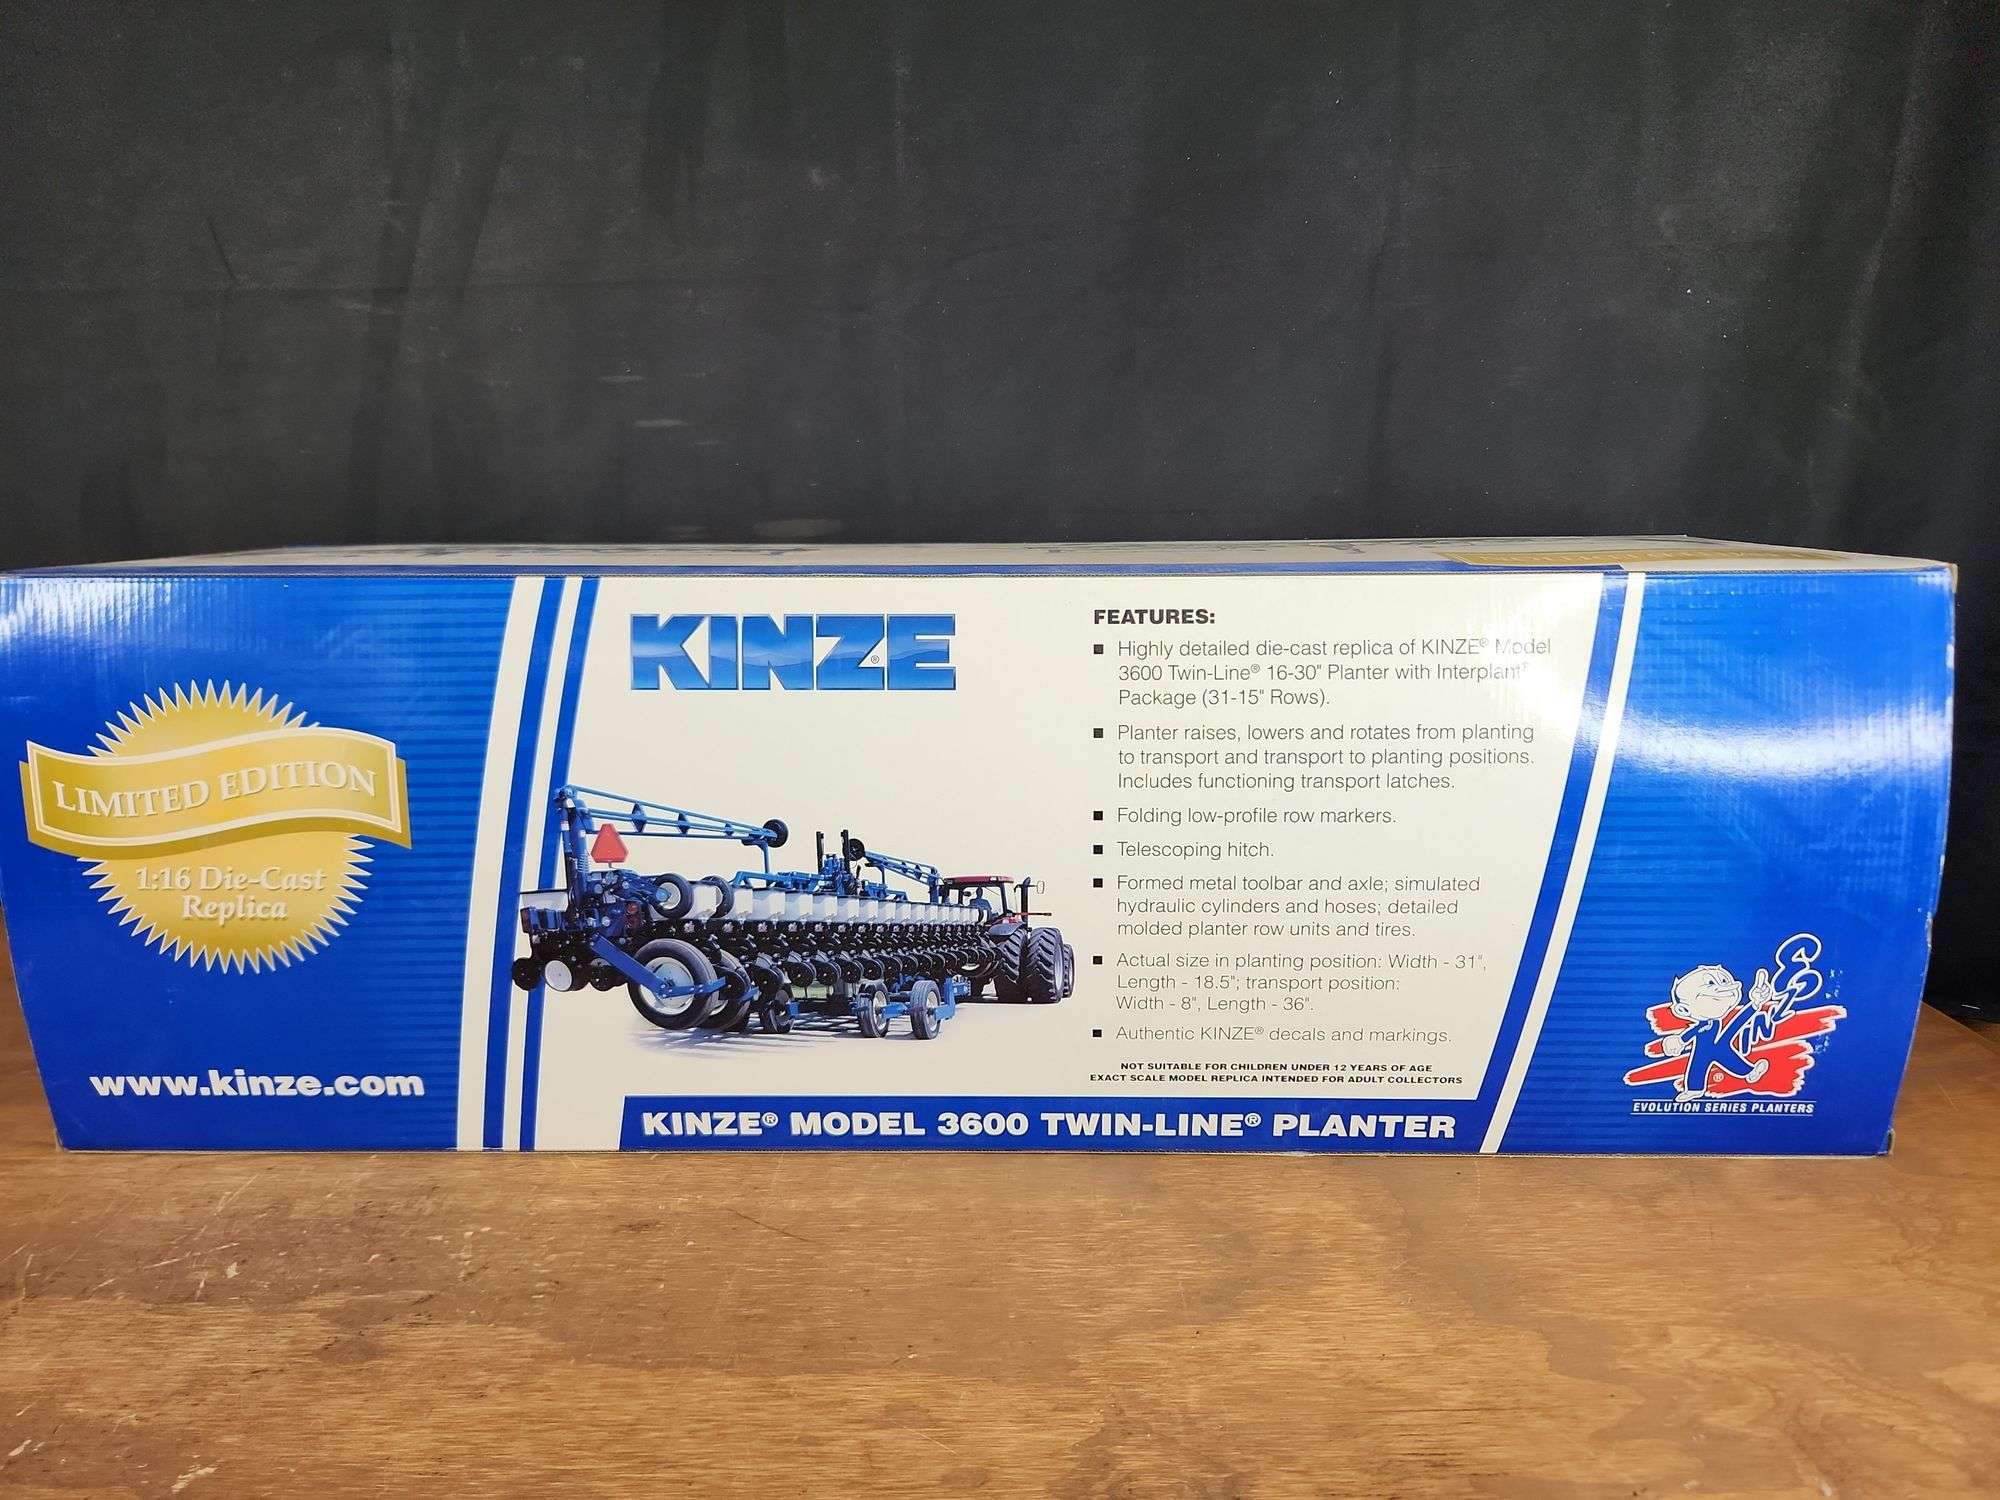 LIMITED EDITION
1:16 Die-Cast
Replica
www.kinze.com
KINZE®
FEATURES:
■ Highly detailed die-cast replica of KINZE® Model
3600 Twin-Line® 16-30" Planter with Interplant®
Package (31-15" Rows).
■ Planter raises, lowers and rotates from planting
to transport and transport to planting positions.
Includes functioning transport latches.
■ Folding low-profile row markers.
■ Telescoping hitch.
■ Formed metal toolbar and axle; simulated
hydraulic cylinders and hoses; detailed
molded planter row units and tires.
■ Actual size in planting position: Width - 31",
Length - 18.5"; transport position:
Width - 8", Length - 36".
■ Authentic KINZE® decals and markings.
NOT SUITABLE FOR CHILDREN UNDER 12 YEARS OF AGE
EXACT SCALE MODEL REPLICA INTENDED FOR ADULT COLLECTORS
KINZE® MODEL 3600 TWIN-LINE® PLANTER
KINZE
®
EVOLUTION SERIES PLANTERS